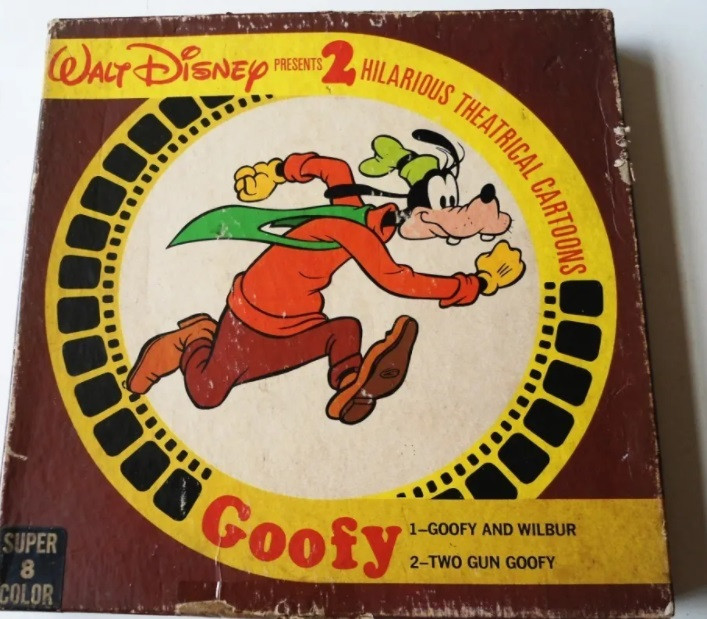 WALT DISNEY PRESENTS 2 HILARIOUS THEATRICAL CARTOONS
Goofy
1-GOOFY AND WILBUR
2-TWO GUN GOOFY
SUPER
8
COLOR